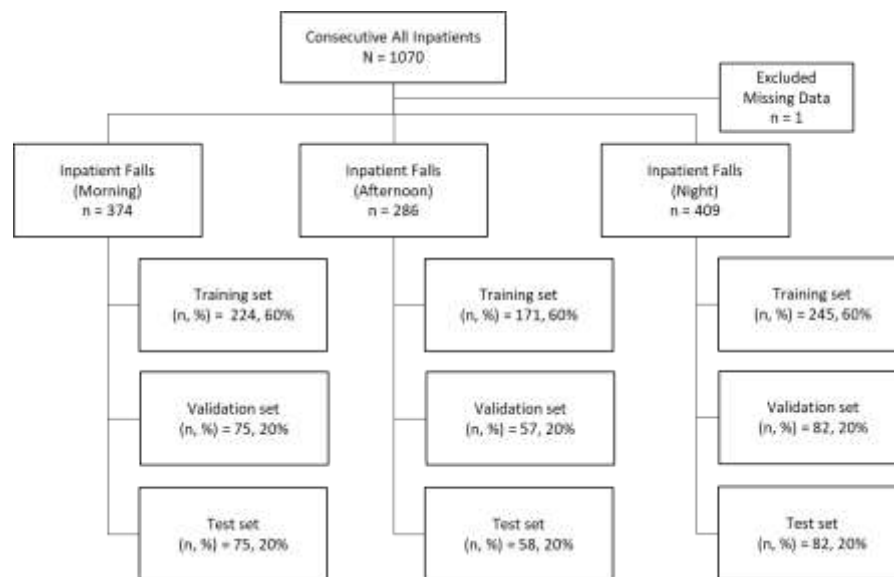 Consecutive All Inpatients
N = 1070
Excluded
Missing Data
n = 1
Inpatient Falls
(Morning)
n = 374
Inpatient Falls
(Afternoon)
n = 286
Inpatient Falls
(Night)
n = 409
Training set
(n, %) = 224, 60%
Training set
(n, %) = 171, 60%
Training set
(n, %) = 245, 60%
Validation set
(n, %) = 75, 20%
Validation set
(n, %) = 57, 20%
Validation set
(n, %) = 82, 20%
Test set
(n, %) = 75, 20%
Test set
(n, %) = 58, 20%
Test set
(n, %) = 82, 20%